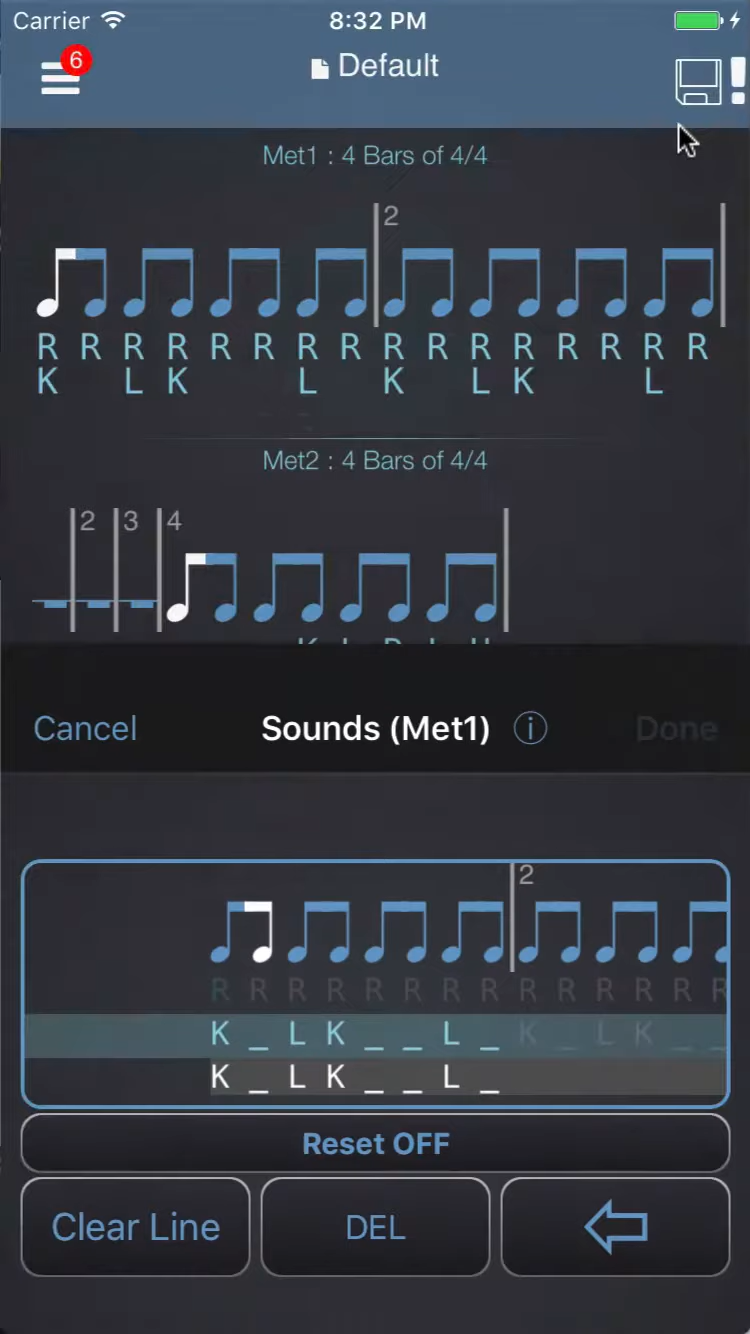 Carrier 8:32 PM
6 Default !
Met1 : 4 Bars of 4/4
2
R R R R R R R R R R R R R R R R
K L K L K L K L
Met2 : 4 Bars of 4/4
2 3 4
Cancel Sounds (Met1) i Done
2
R R R R R R R R R R R R R R
K _ L K _ _ L _ K _ L K _ _
K _ L K _ _ L _
Reset OFF
Clear Line DEL